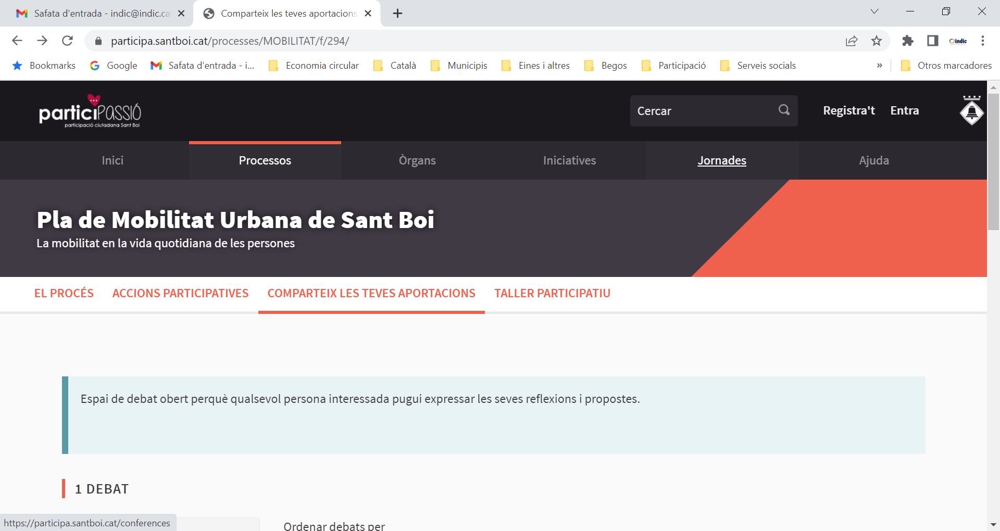 Safata d'entrada - indic@indic.ca
Comparteix les teves aportacions
participa.santboi.cat/processes/MOBILITAT/f/294/
indic
Bookmarks
Google
Safata d'entrada - i...
Economia circular
Català
Municipis
Eines i altres
Begos
Participació
Serveis socials
»
Otros marcadores
particiPASSIÓ
participació ciutadana Sant Boi
Cercar
Registra't
Entra
Inici
Processos
Òrgans
Iniciatives
Jornades
Ajuda
Pla de Mobilitat Urbana de Sant Boi
La mobilitat en la vida quotidiana de les persones
EL PROCÉS
ACCIONS PARTICIPATIVES
COMPARTEIX LES TEVES APORTACIONS
TALLER PARTICIPATIU
Espai de debat obert perquè qualsevol persona interessada pugui expressar les seves reflexions i propostes.
1 DEBAT
Ordenar debats per
https://participa.santboi.cat/conferences